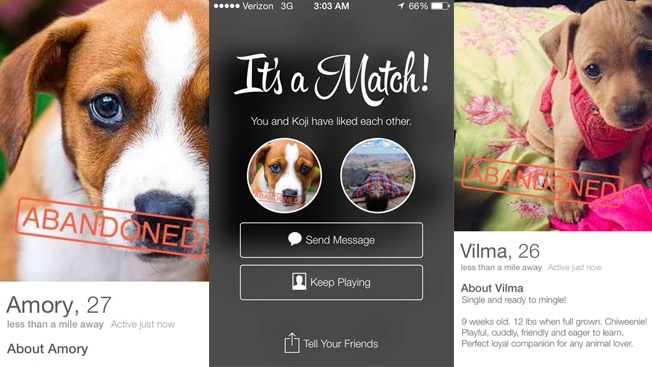 ABANDONED
Amory, 27
less than a mile away Active just now
About Amory
Verizon 3G 3:03 AM 66%
It's a Match!
You and Koji have liked each other.
ABANDONED
Send Message
Keep Playing
Tell Your Friends
ABANDONED
Vilma, 26
less than a mile away Active just now
About Vilma
Single and ready to mingle!
9 weeks old. 12 lbs when full grown. Chiweenie!
Playful, cuddly, friendly and eager to learn.
Perfect loyal companion for any animal lover.